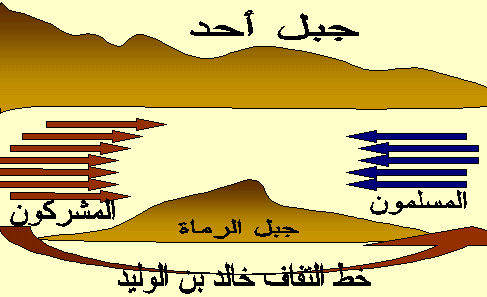 جبل أحد
المسلمون
المشركون
جبل الرماة
خط التفاف خالد بن الوليد